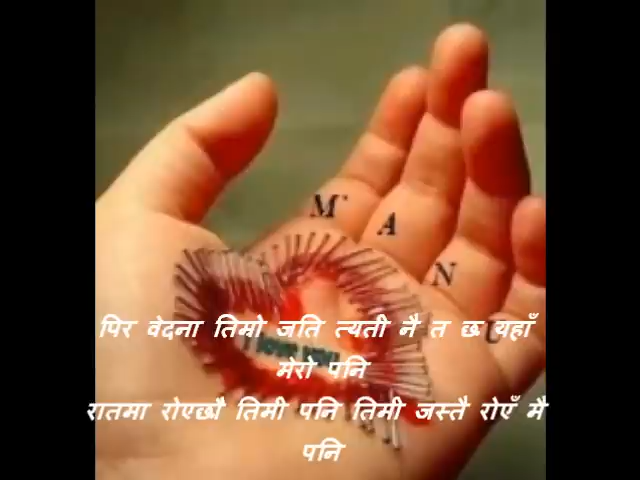 M A N U
पिर वेदना तिम्रो जति त्यती नै त छ यहाँ
मेरो पनि
रातमा रोएछौ तिमी पनि तिमी जस्तै रोएँ मै
पनि